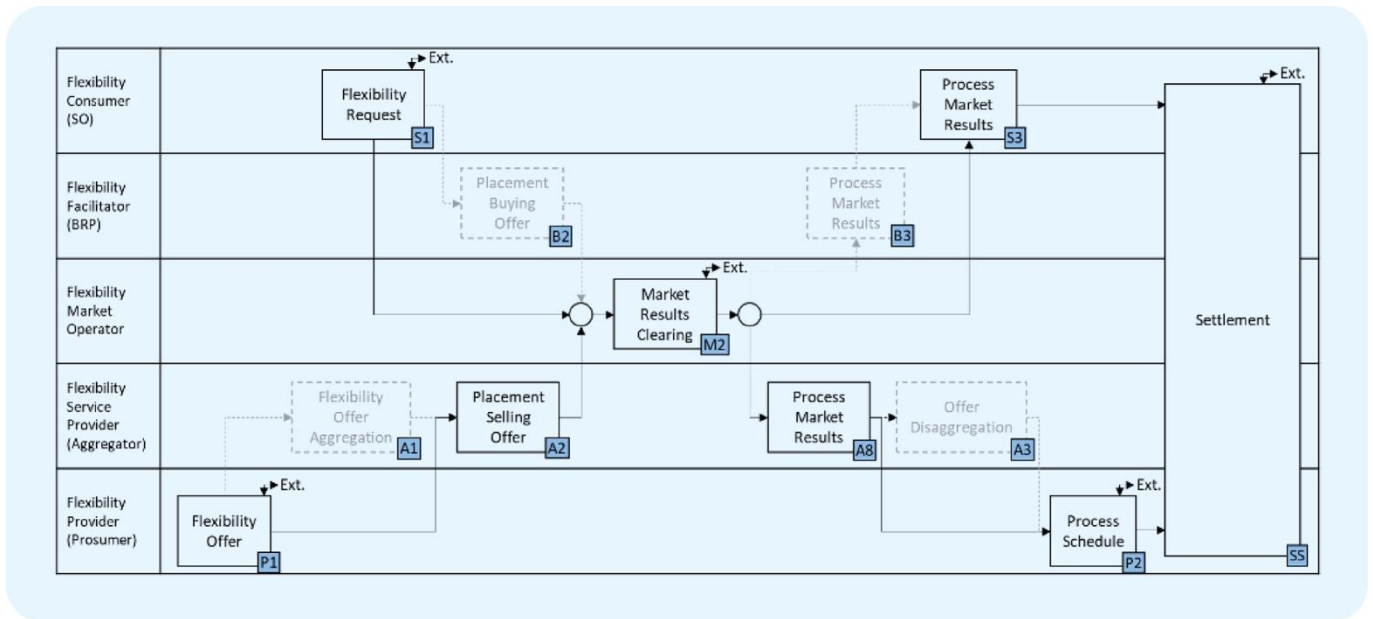 Flexibility
Consumer
(SO)
Ext.
Flexibility
Request
S1
Process
Market
Results
S3
Ext.
Flexibility
Facilitator
(BRP)
Placement
Buying
Offer
B2
Process
Market
Results
B3
Flexibility
Market
Operator
Ext.
Market
Results
Clearing
M2
Settlement
SS
Flexibility
Service
Provider
(Aggregator)
Flexibility
Offer
Aggregation
A1
Placement
Selling
Offer
A2
Process
Market
Results
A8
Offer
Disaggregation
A3
Flexibility
Provider
(Prosumer)
Ext.
Flexibility
Offer
P1
Ext.
Process
Schedule
P2